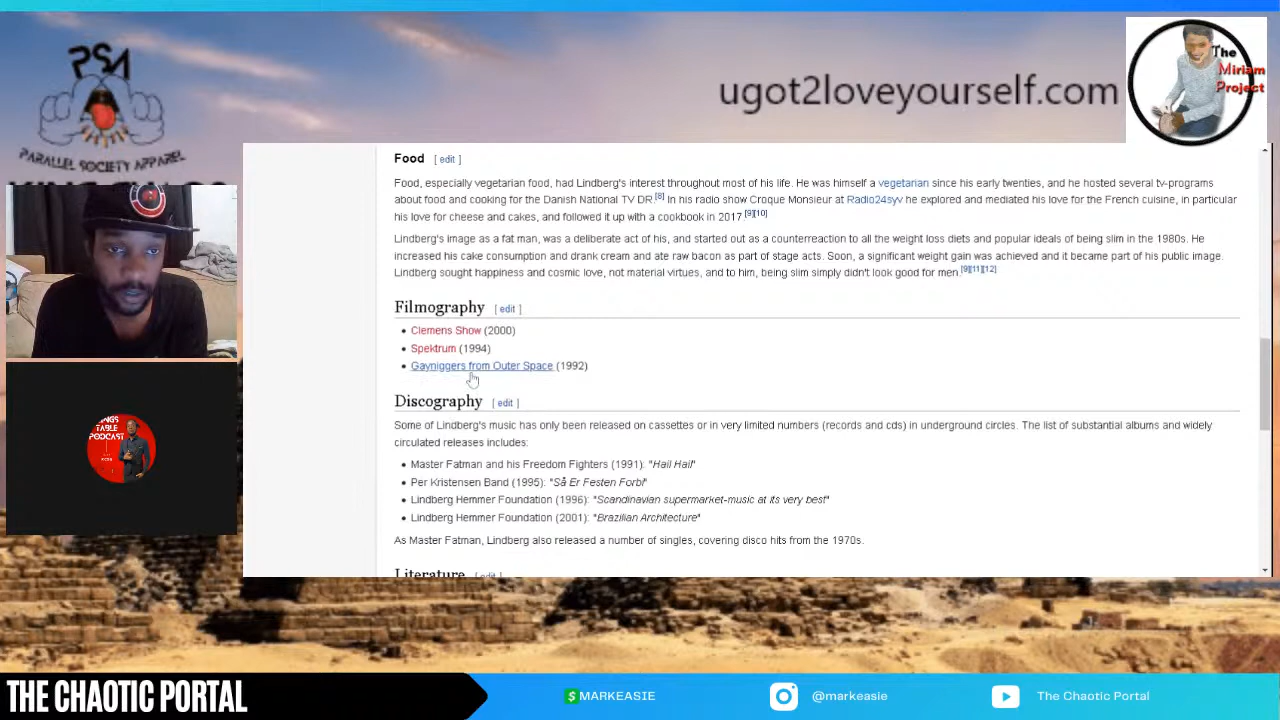 PSA
PARALLEL SOCIETY APPAREL
ugot2loveyourself.com
The
Miriam
Project
Food [ edit ]
Food, especially vegetarian food, had Lindberg's interest throughout most of his life. He was himself a vegetarian since his early twenties, and he hosted several tv-programs
about food and cooking for the Danish National TV DR.[8] In his radio show Croque Monsieur at Radio24syv he explored and mediated his love for the French cuisine, in particular
his love for cheese and cakes, and followed it up with a cookbook in 2017.[9][10]
Lindberg's image as a fat man, was a deliberate act of his, and started out as a counterreaction to all the weight loss diets and popular ideals of being slim in the 1980s. He
increased his cake consumption and drank cream and ate raw bacon as part of stage acts. Soon, a significant weight gain was achieved and it became part of his public image.
Lindberg sought happiness and cosmic love, not material virtues, and to him, being slim simply didn't look good for men.[9][11][12]
Filmography [ edit ]
• Clemens Show (2000)
• Spektrum (1994)
• Gayniggers from Outer Space (1992)
Discography [ edit ]
Some of Lindberg's music has only been released on cassettes or in very limited numbers (records and cds) in underground circles. The list of substantial albums and widely
circulated releases includes:
• Master Fatman and his Freedom Fighters (1991): "Hail Hail"
• Per Kristensen Band (1995): "Så Er Festen Forbi"
• Lindberg Hemmer Foundation (1996): "Scandinavian supermarket-music at its very best"
• Lindberg Hemmer Foundation (2001): "Brazilian Architecture"
As Master Fatman, Lindberg also released a number of singles, covering disco hits from the 1970s.
Literature [ edit ]
KINGS
TABLE
PODCAST
THE CHAOTIC PORTAL
$ MARKEASIE
@markeasie
The Chaotic Portal